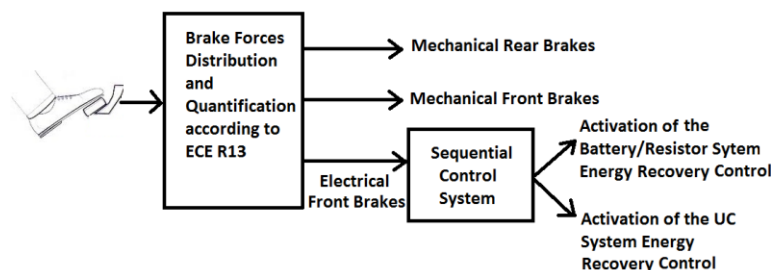 Brake Forces
Distribution
and
Quantification
according to
ECE R13
Mechanical Rear Brakes
Mechanical Front Brakes
Electrical
Front Brakes
Sequential
Control
System
Activation of the
Battery/Resistor Sytem
Energy Recovery Control
Activation of the UC
System Energy
Recovery Control